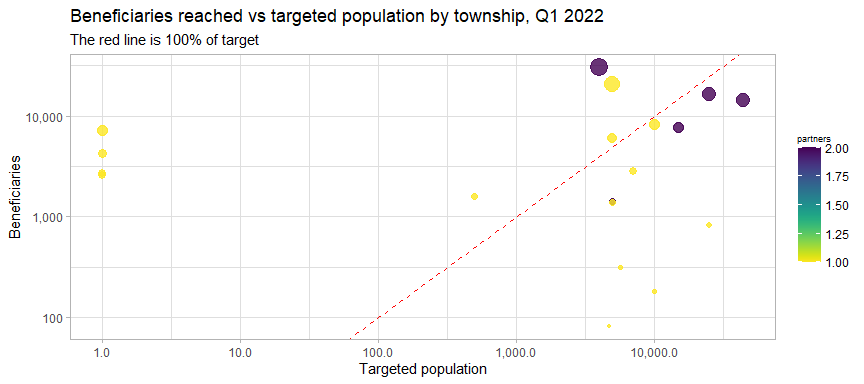 Beneficiaries reached vs targeted population by township, Q1 2022
The red line is 100% of target
Beneficiaries
10,000
1,000
100
1.0
10.0
100.0
1,000.0
10,000.0
Targeted population
partners
2.00
1.75
1.50
1.25
1.00